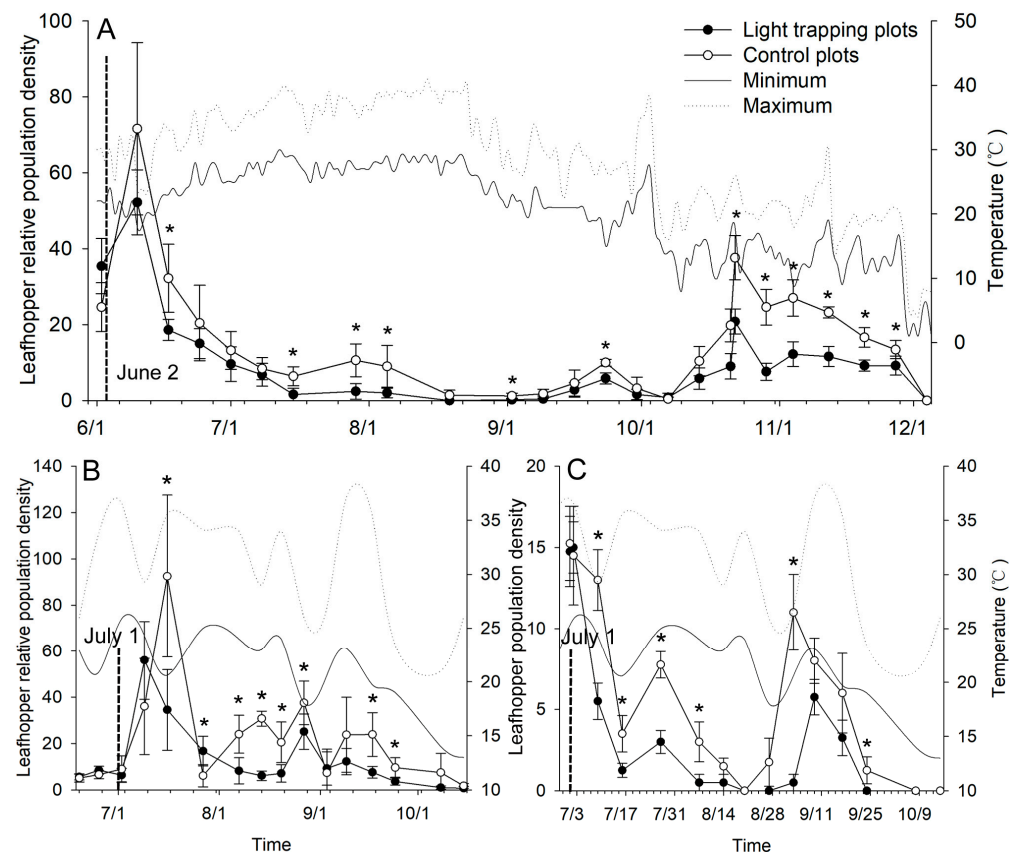 A
Leafhopper relative population density
100
80
60
40
20
0
Light trapping plots
Control plots
Minimum
Maximum
50
40
30
20
10
0
Temperature (℃)
June 2
* * * * * * * * * * * *
6/1 7/1 8/1 9/1 10/1 11/1 12/1
B
Leafhopper relative population density
140
120
100
80
60
40
20
0
July 1
* * * * * * * *
40
35
30
25
20
15
10
7/1 8/1 9/1 10/1
Time
C
Leafhopper population density
20
15
10
5
0
July 1
* * * * * *
40
35
30
25
20
15
10
Temperature (℃)
7/3 7/17 7/31 8/14 8/28 9/11 9/25 10/9
Time